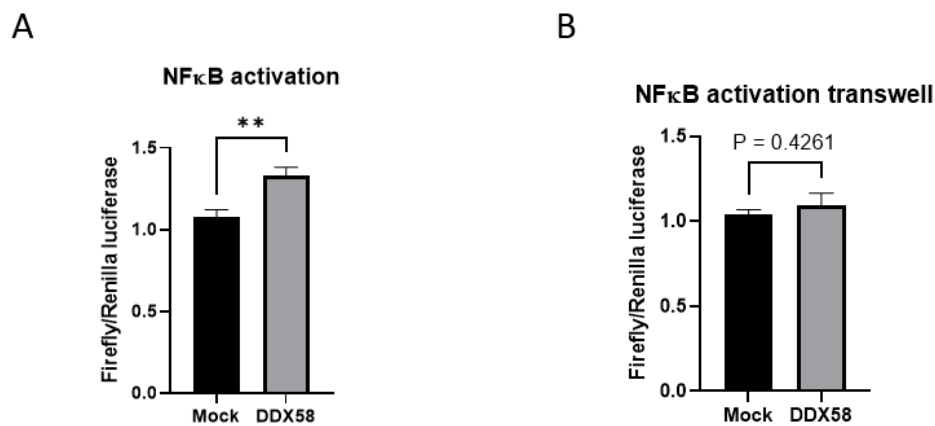 A
NFκB activation
**
Firefly/Renilla luciferase
1.5
1.0
0.5
0.0
Mock DDX58
B
NFκB activation transwell
P = 0.4261
Firefly/Renilla luciferase
1.5
1.0
0.5
0.0
Mock DDX58